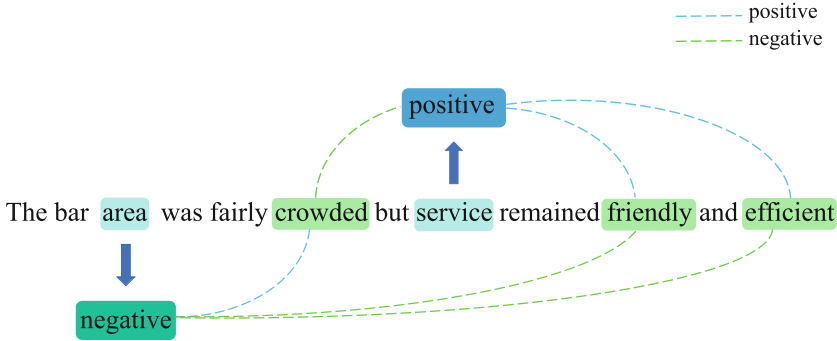 positive
negative
positive
The bar area was fairly crowded but service remained friendly and efficient
negative